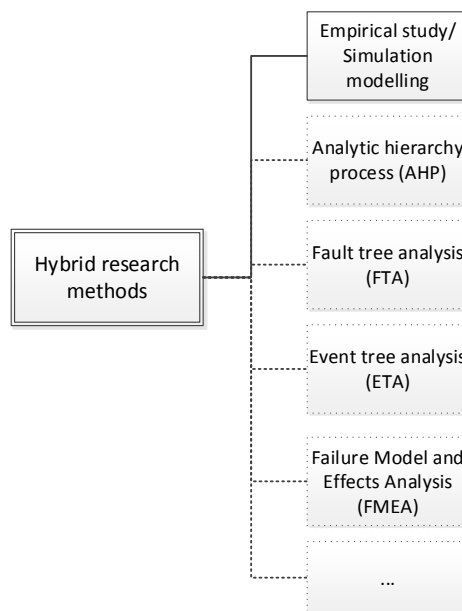 Empirical study/
Simulation
modelling
Analytic hierarchy
process (AHP)
Hybrid research
methods
Fault tree analysis
(FTA)
Event tree analysis
(ETA)
Failure Model and
Effects Analysis
(FMEA)
...